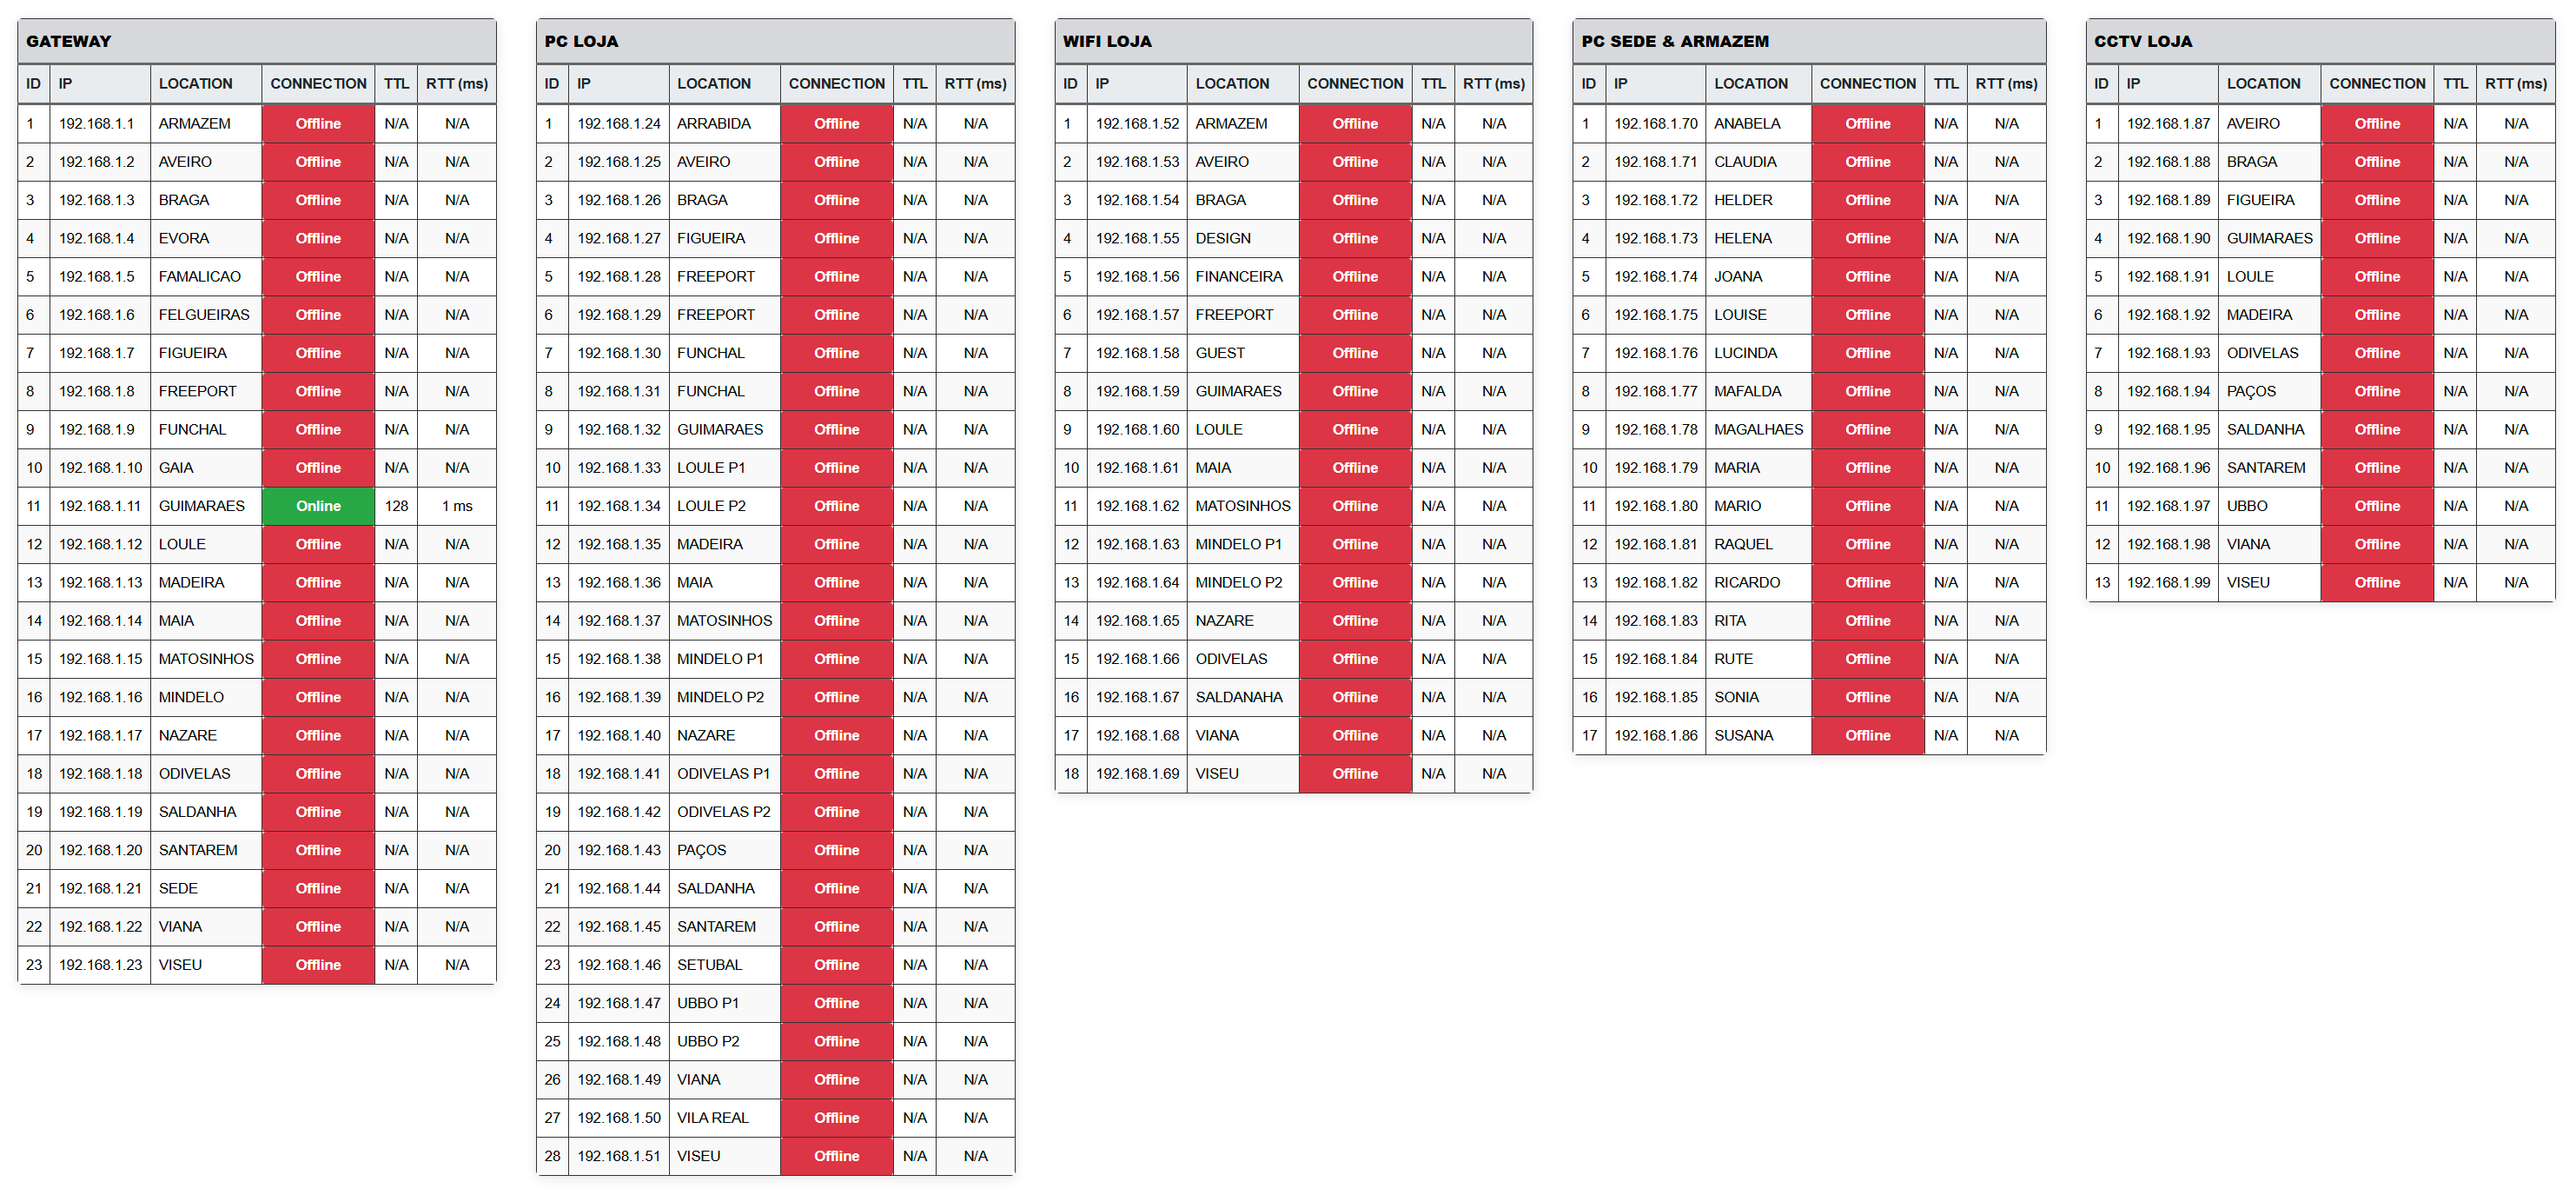 GATEWAY
ID IP LOCATION CONNECTION TTL RTT (ms)
1 192.168.1.1 ARMAZEM Offline N/A N/A
2 192.168.1.2 AVEIRO Offline N/A N/A
3 192.168.1.3 BRAGA Offline N/A N/A
4 192.168.1.4 EVORA Offline N/A N/A
5 192.168.1.5 FAMALICAO Offline N/A N/A
6 192.168.1.6 FELGUEIRAS Offline N/A N/A
7 192.168.1.7 FIGUEIRA Offline N/A N/A
8 192.168.1.8 FREEPORT Offline N/A N/A
9 192.168.1.9 FUNCHAL Offline N/A N/A
10 192.168.1.10 GAIA Offline N/A N/A
11 192.168.1.11 GUIMARAES Online 128 1 ms
12 192.168.1.12 LOULE Offline N/A N/A
13 192.168.1.13 MADEIRA Offline N/A N/A
14 192.168.1.14 MAIA Offline N/A N/A
15 192.168.1.15 MATOSINHOS Offline N/A N/A
16 192.168.1.16 MINDELO Offline N/A N/A
17 192.168.1.17 NAZARE Offline N/A N/A
18 192.168.1.18 ODIVELAS Offline N/A N/A
19 192.168.1.19 SALDANHA Offline N/A N/A
20 192.168.1.20 SANTAREM Offline N/A N/A
21 192.168.1.21 SEDE Offline N/A N/A
22 192.168.1.22 VIANA Offline N/A N/A
23 192.168.1.23 VISEU Offline N/A N/A
PC LOJA
ID IP LOCATION CONNECTION TTL RTT (ms)
1 192.168.1.24 ARRABIDA Offline N/A N/A
2 192.168.1.25 AVEIRO Offline N/A N/A
3 192.168.1.26 BRAGA Offline N/A N/A
4 192.168.1.27 FIGUEIRA Offline N/A N/A
5 192.168.1.28 FREEPORT Offline N/A N/A
6 192.168.1.29 FREEPORT Offline N/A N/A
7 192.168.1.30 FUNCHAL Offline N/A N/A
8 192.168.1.31 FUNCHAL Offline N/A N/A
9 192.168.1.32 GUIMARAES Offline N/A N/A
10 192.168.1.33 LOULE P1 Offline N/A N/A
11 192.168.1.34 LOULE P2 Offline N/A N/A
12 192.168.1.35 MADEIRA Offline N/A N/A
13 192.168.1.36 MAIA Offline N/A N/A
14 192.168.1.37 MATOSINHOS Offline N/A N/A
15 192.168.1.38 MINDELO P1 Offline N/A N/A
16 192.168.1.39 MINDELO P2 Offline N/A N/A
17 192.168.1.40 NAZARE Offline N/A N/A
18 192.168.1.41 ODIVELAS P1 Offline N/A N/A
19 192.168.1.42 ODIVELAS P2 Offline N/A N/A
20 192.168.1.43 PAÇOS Offline N/A N/A
21 192.168.1.44 SALDANHA Offline N/A N/A
22 192.168.1.45 SANTAREM Offline N/A N/A
23 192.168.1.46 SETUBAL Offline N/A N/A
24 192.168.1.47 UBBO P1 Offline N/A N/A
25 192.168.1.48 UBBO P2 Offline N/A N/A
26 192.168.1.49 VIANA Offline N/A N/A
27 192.168.1.50 VILA REAL Offline N/A N/A
28 192.168.1.51 VISEU Offline N/A N/A
WIFI LOJA
ID IP LOCATION CONNECTION TTL RTT (ms)
1 192.168.1.52 ARMAZEM Offline N/A N/A
2 192.168.1.53 AVEIRO Offline N/A N/A
3 192.168.1.54 BRAGA Offline N/A N/A
4 192.168.1.55 DESIGN Offline N/A N/A
5 192.168.1.56 FINANCEIRA Offline N/A N/A
6 192.168.1.57 FREEPORT Offline N/A N/A
7 192.168.1.58 GUEST Offline N/A N/A
8 192.168.1.59 GUIMARAES Offline N/A N/A
9 192.168.1.60 LOULE Offline N/A N/A
10 192.168.1.61 MAIA Offline N/A N/A
11 192.168.1.62 MATOSINHOS Offline N/A N/A
12 192.168.1.63 MINDELO P1 Offline N/A N/A
13 192.168.1.64 MINDELO P2 Offline N/A N/A
14 192.168.1.65 NAZARE Offline N/A N/A
15 192.168.1.66 ODIVELAS Offline N/A N/A
16 192.168.1.67 SALDANAHA Offline N/A N/A
17 192.168.1.68 VIANA Offline N/A N/A
18 192.168.1.69 VISEU Offline N/A N/A
PC SEDE & ARMAZEM
ID IP LOCATION CONNECTION TTL RTT (ms)
1 192.168.1.70 ANABELA Offline N/A N/A
2 192.168.1.71 CLAUDIA Offline N/A N/A
3 192.168.1.72 HELDER Offline N/A N/A
4 192.168.1.73 HELENA Offline N/A N/A
5 192.168.1.74 JOANA Offline N/A N/A
6 192.168.1.75 LOUISE Offline N/A N/A
7 192.168.1.76 LUCINDA Offline N/A N/A
8 192.168.1.77 MAFALDA Offline N/A N/A
9 192.168.1.78 MAGALHAES Offline N/A N/A
10 192.168.1.79 MARIA Offline N/A N/A
11 192.168.1.80 MARIO Offline N/A N/A
12 192.168.1.81 RAQUEL Offline N/A N/A
13 192.168.1.82 RICARDO Offline N/A N/A
14 192.168.1.83 RITA Offline N/A N/A
15 192.168.1.84 RUTE Offline N/A N/A
16 192.168.1.85 SONIA Offline N/A N/A
17 192.168.1.86 SUSANA Offline N/A N/A
CCTV LOJA
ID IP LOCATION CONNECTION TTL RTT (ms)
1 192.168.1.87 AVEIRO Offline N/A N/A
2 192.168.1.88 BRAGA Offline N/A N/A
3 192.168.1.89 FIGUEIRA Offline N/A N/A
4 192.168.1.90 GUIMARAES Offline N/A N/A
5 192.168.1.91 LOULE Offline N/A N/A
6 192.168.1.92 MADEIRA Offline N/A N/A
7 192.168.1.93 ODIVELAS Offline N/A N/A
8 192.168.1.94 PAÇOS Offline N/A N/A
9 192.168.1.95 SALDANHA Offline N/A N/A
10 192.168.1.96 SANTAREM Offline N/A N/A
11 192.168.1.97 UBBO Offline N/A N/A
12 192.168.1.98 VIANA Offline N/A N/A
13 192.168.1.99 VISEU Offline N/A N/A